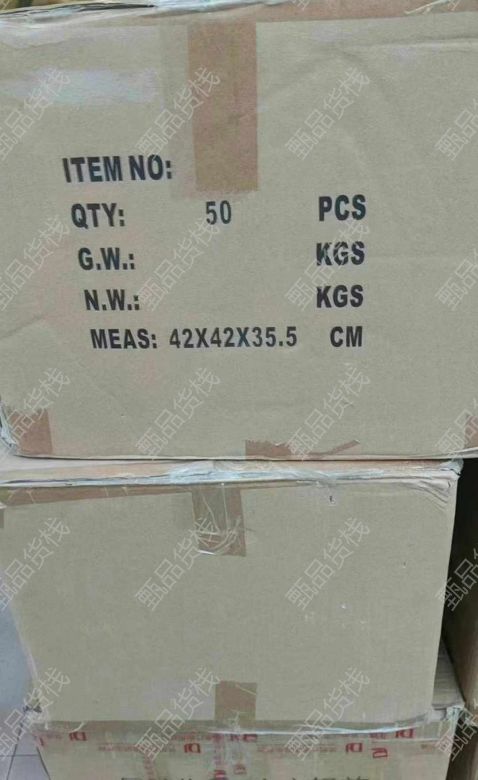 ITEM NO:
QTY: 50 PCS
G.W.: KGS
N.W.: KGS
MEAS: 42X42X35.5 CM
甄品货栈